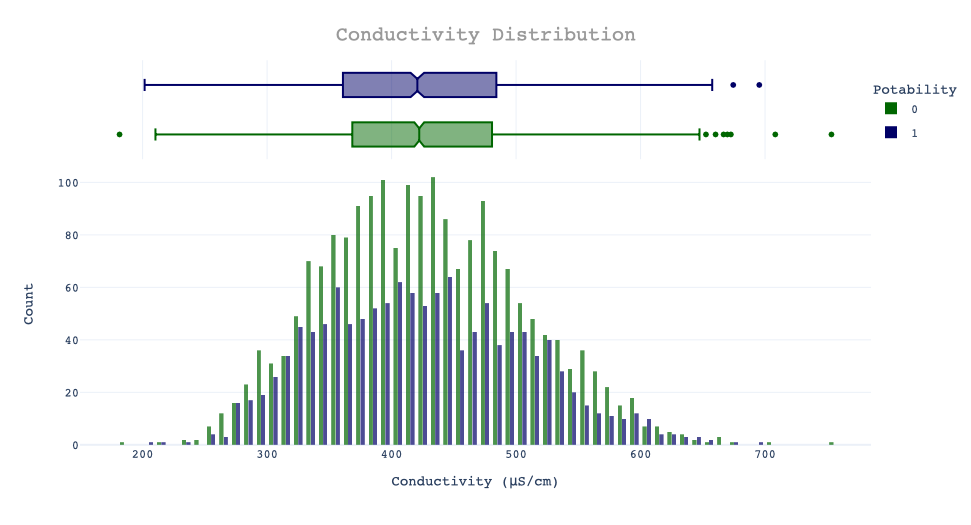 Conductivity Distribution
Potability
0
1
100
80
60
40
20
0
Count
200 300 400 500 600 700
Conductivity (μS/cm)